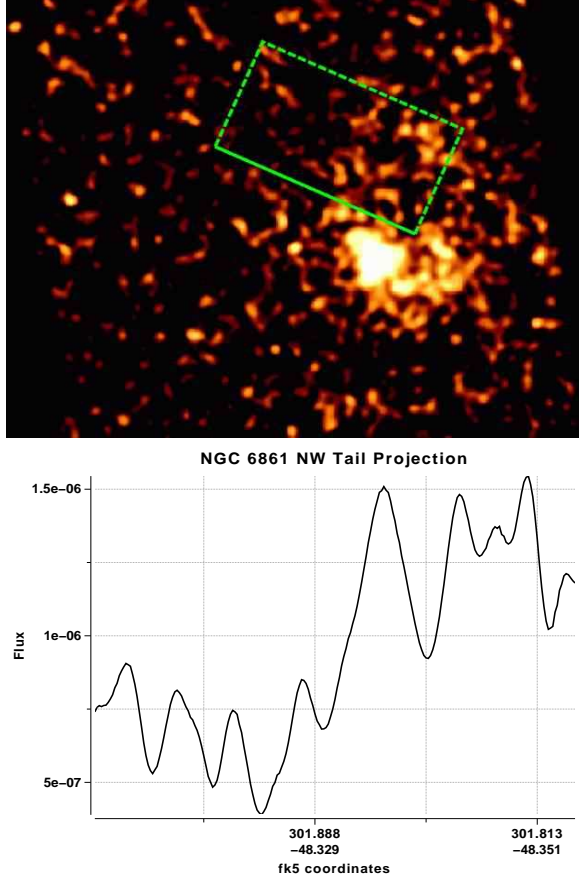 NGC 6861 NW Tail Projection
1.5e−06
1e−06
5e−07
Flux
301.888 301.813
−48.329 −48.351
fk5 coordinates